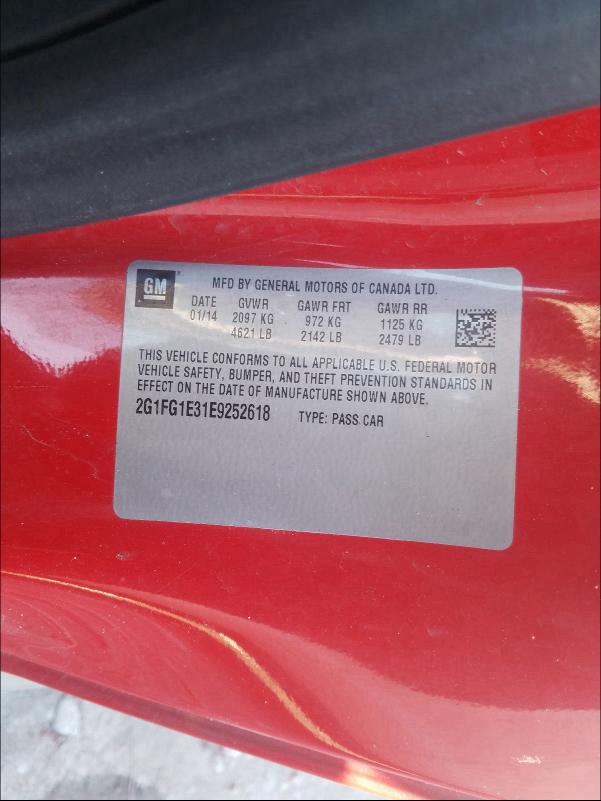 GM MFD BY GENERAL MOTORS OF CANADA LTD.
DATE GVWR GAWR FRT GAWR RR
01/14 2097 KG 972 KG 1125 KG
4621 LB 2142 LB 2479 LB
THIS VEHICLE CONFORMS TO ALL APPLICABLE U.S. FEDERAL MOTOR
VEHICLE SAFETY, BUMPER, AND THEFT PREVENTION STANDARDS IN
EFFECT ON THE DATE OF MANUFACTURE SHOWN ABOVE.
2G1FG1E31E9252618 TYPE: PASS CAR